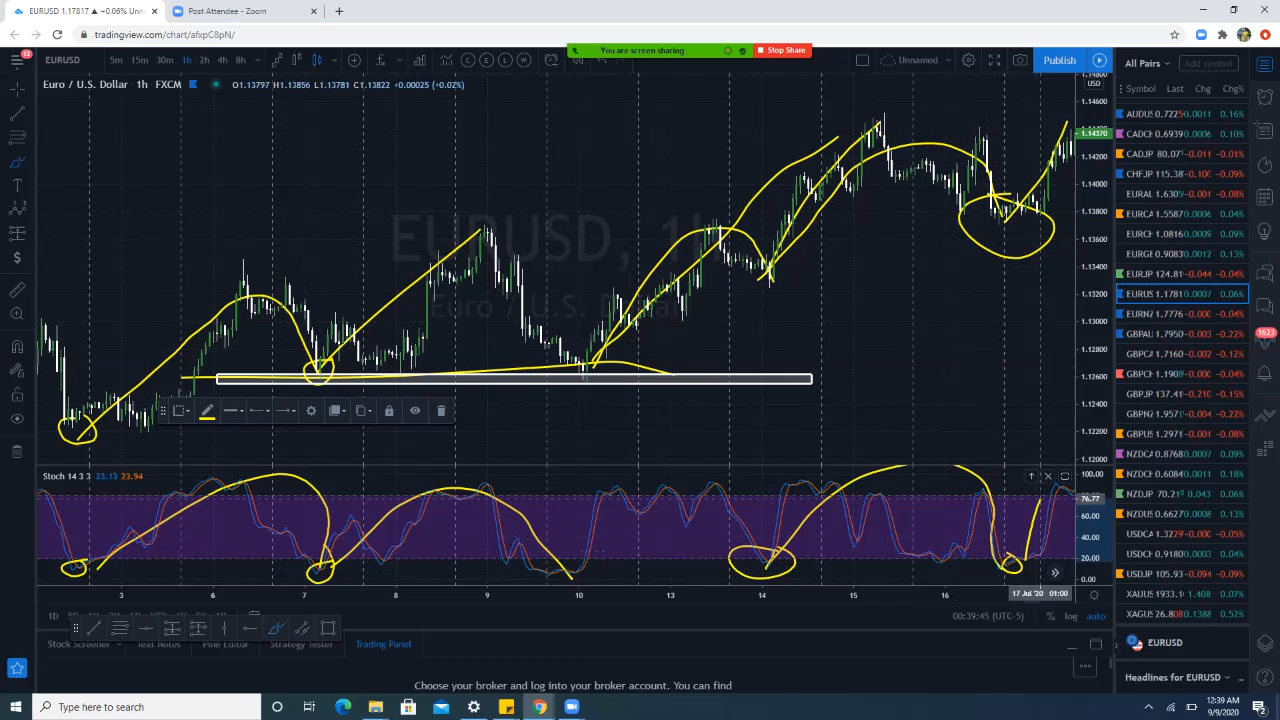 EURUSD 1.17817 ▲ +0.06% Unn
Post Attendee - Zoom
tradingview.com/chart/afxpC8pN/
You are screen sharing
Stop Share
12
EURUSD
5m 15m 30m 1h 2h 4h 8h
Unnamed
Publish
All Pairs
Add symbol
Euro / U.S. Dollar · 1h · FXCM
O1.13797 H1.13856 L1.13781 C1.13822 +0.00025 (+0.02%)
USD
Symbol Last Chg Chg%
1.14600
AUDUS 0.7225 0.0011 0.16%
1.14370
CADCH 0.6939 0.0006 0.10%
1.14200
CADJP 80.07 -0.011 -0.01%
CHFJP 115.38 -0.100 -0.09%
1.14000
EURAL 1.6305 -0.001 -0.08%
1.13800
EURCA 1.5587 0.0006 0.04%
EURCH 1.0816 0.0009 0.09%
EURUSD, 1h
1.13600
EURGB 0.9083 0.0012 0.13%
1.13400
EURJP 124.81 -0.044 -0.04%
1.13200
EURUS 1.1781 0.0007 0.06%
Euro / U.S. Dollar
EURNZ 1.7776 -0.000 -0.04%
1.13000
GBPAU 1.7950 -0.003 -0.22%
1623
1.12800
GBPCA 1.7160 -0.002 -0.12%
1.12600
GBPCH 1.1908 -0.000 -0.04%
1.12400
GBPJP 137.41 -0.210 -0.15%
GBPNZ 1.957 -0.004 -0.22%
1.12200
GBPUS 1.2971 -0.001 -0.08%
1.12000
NZDCA 0.8768 0.0007 0.09%
Stoch 14 3 3 23.13 23.94
100.00
NZDCH 0.6084 0.0011 0.18%
76.77
NZDJP 70.21 0.043 0.06%
60.00
NZDUS 0.6627 0.0008 0.13%
40.00
USDCA 1.3229 -0.000 -0.05%
20.00
USDCH 0.9180 0.0003 0.04%
0.00
USDJP 105.93 -0.094 -0.09%
3 6 7 8 9 10 13 14 15 16
17 Jul '20 01:00
XAUUS 1933. 1.408 0.07%
1D
00:39:45 (UTC-5)
% log auto
XAGUS 26.808 0.1388 0.52%
Stock Screener Text Notes Pine Editor Strategy Tester Trading Panel
EURUSD
Headlines for EURUSD
Choose your broker and log into your broker account. You can find
Type here to search
12:39 AM
9/9/2020
2